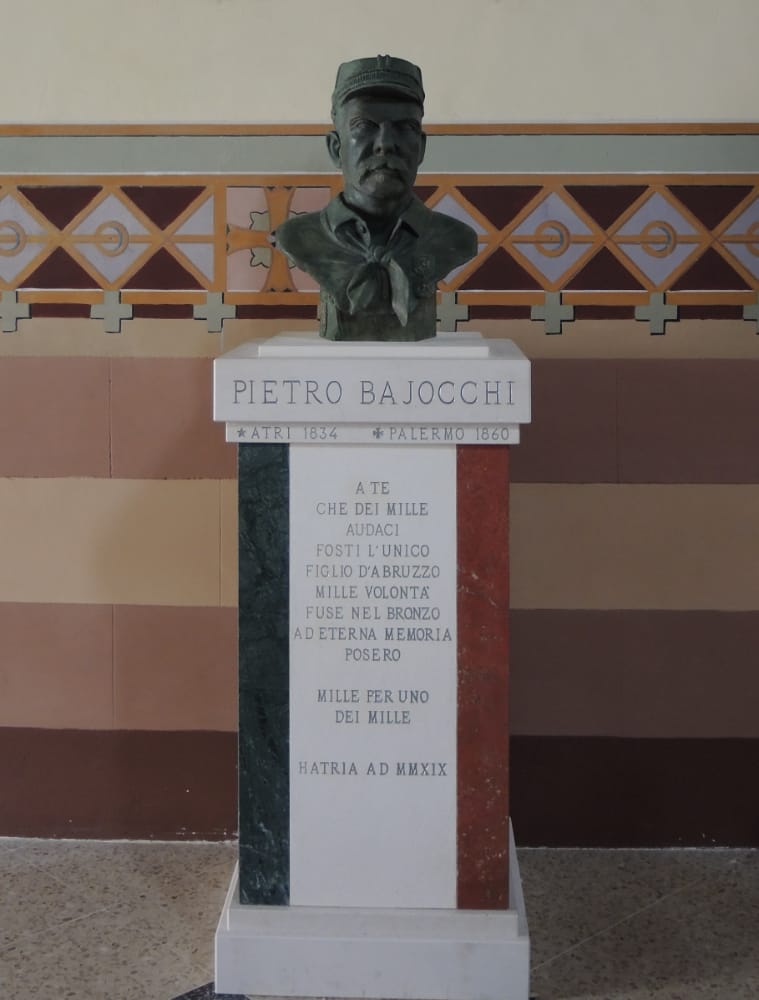 PIETRO BAJOCCHI
*ATRI 1834 ✠PALERMO 1860
A TE
CHE DEI MILLE
AUDACI
FOSTI L'UNICO
FIGLIO D'ABRUZZO
MILLE VOLONTA'
FUSE NEL BRONZO
AD ETERNA MEMORIA
POSERO
MILLE PER UNO
DEI MILLE
HATRIA AD MMXIX